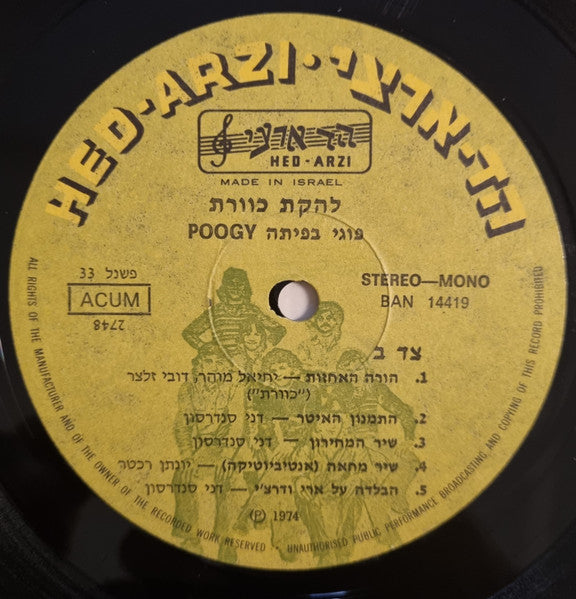 HED-ARZI · הד-ארצי
הד ארצי
HED-ARZI
MADE IN ISRAEL
להקת כוורת
פוגי בפיתה POOGY
33 פשנל
ACUM
2748
STEREO—MONO
BAN 14419
צד ב
1. הורה האחזות — יחיאל מוהר, דובי זלצר
("כוורת")
2. התמנון האיטר — דני סנדרסון
3. שיר המחירון — דני סנדרסון
4. שיר מחאה (אנטיביוטיקה) — יונתן רכטר
5. הבלדה על ארי ודרצ'י — דני סנדרסון
Ⓟ 1974
ALL RIGHTS OF THE MANUFACTURER AND OF THE OWNER OF THE RECORDED WORK RESERVED · UNAUTHORISED PUBLIC PERFORMANCE BROADCASTING AND COPYING OF THIS RECORD PROHIBITED